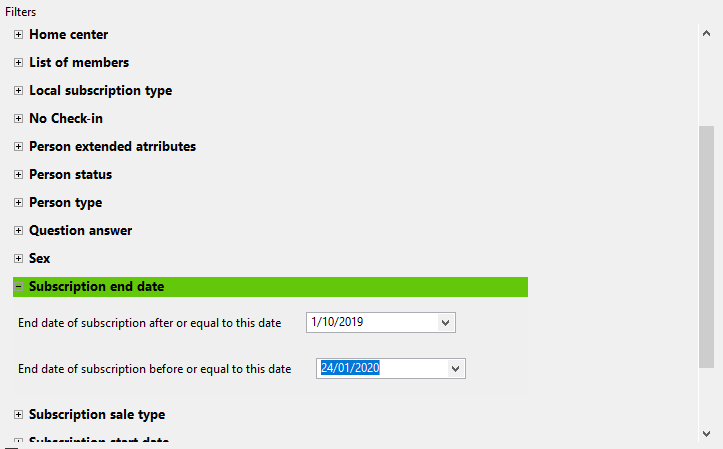 Filters
Home center
List of members
Local subscription type
No Check-in
Person extended atrributes
Person status
Person type
Question answer
Sex
Subscription end date
End date of subscription after or equal to this date 1/10/2019
End date of subscription before or equal to this date 24/01/2020
Subscription sale type
Subscription start date